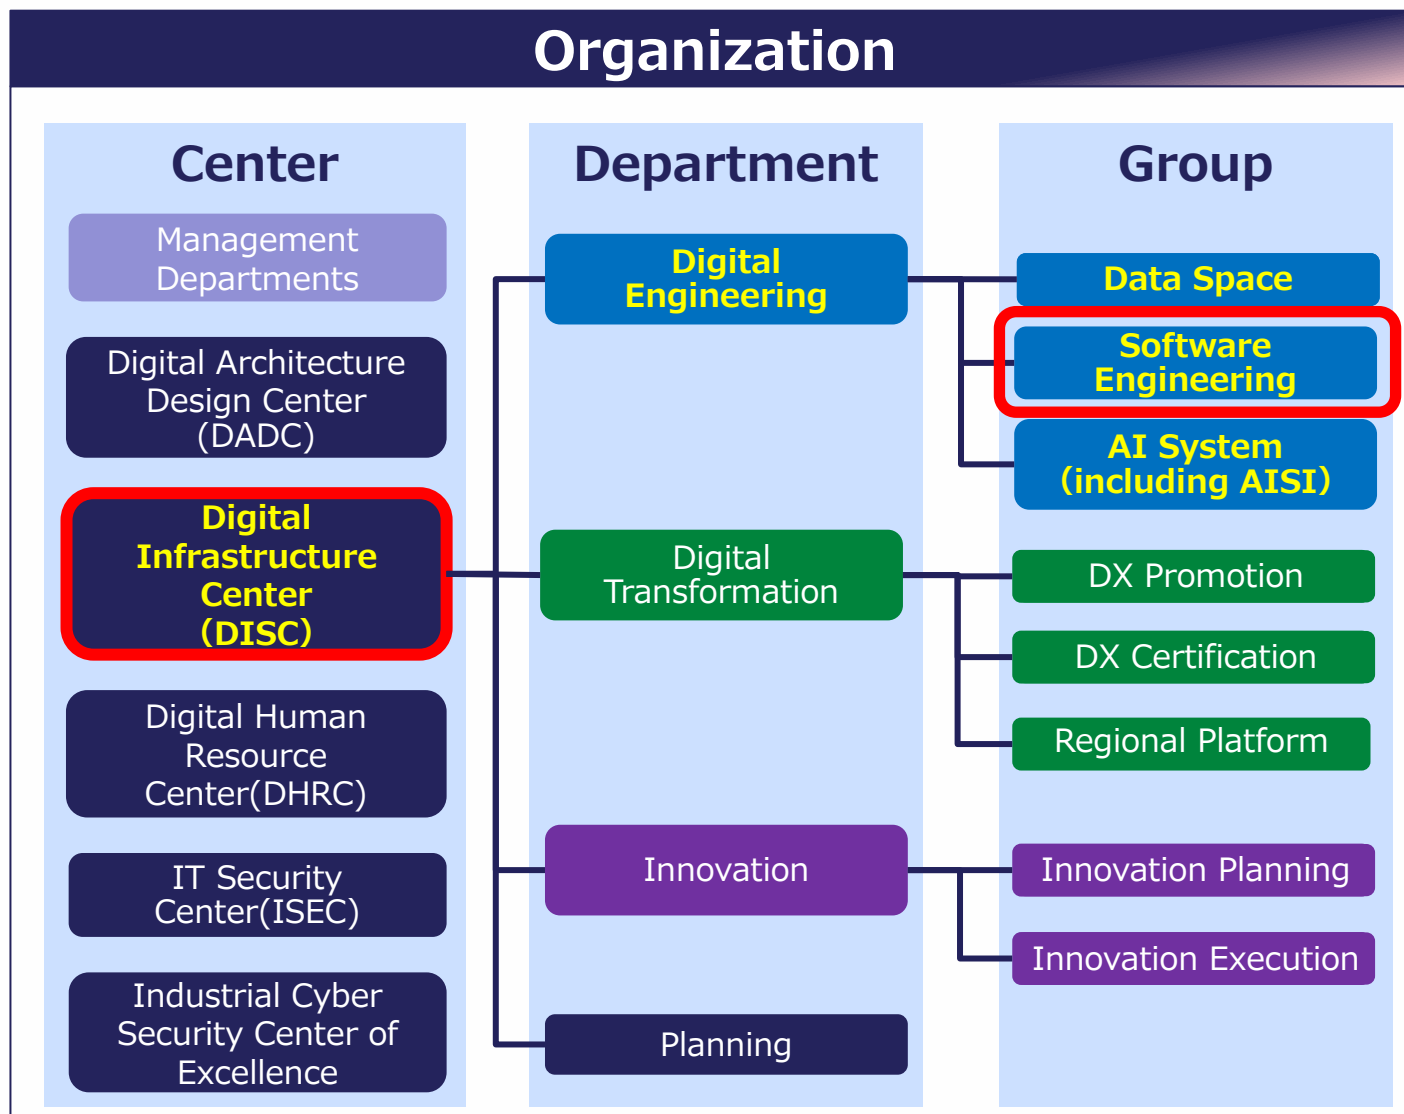 Organization
Center
Management
Departments
Digital Architecture
Design Center
(DADC)
Digital
Infrastructure
Center
(DISC)
Digital Human
Resource
Center(DHRC)
IT Security
Center(ISEC)
Industrial Cyber
Security Center of
Excellence
Department
Digital
Engineering
Digital
Transformation
Innovation
Planning
Group
Data Space
Software
Engineering
AI System
(including AISI)
DX Promotion
DX Certification
Regional Platform
Innovation Planning
Innovation Execution